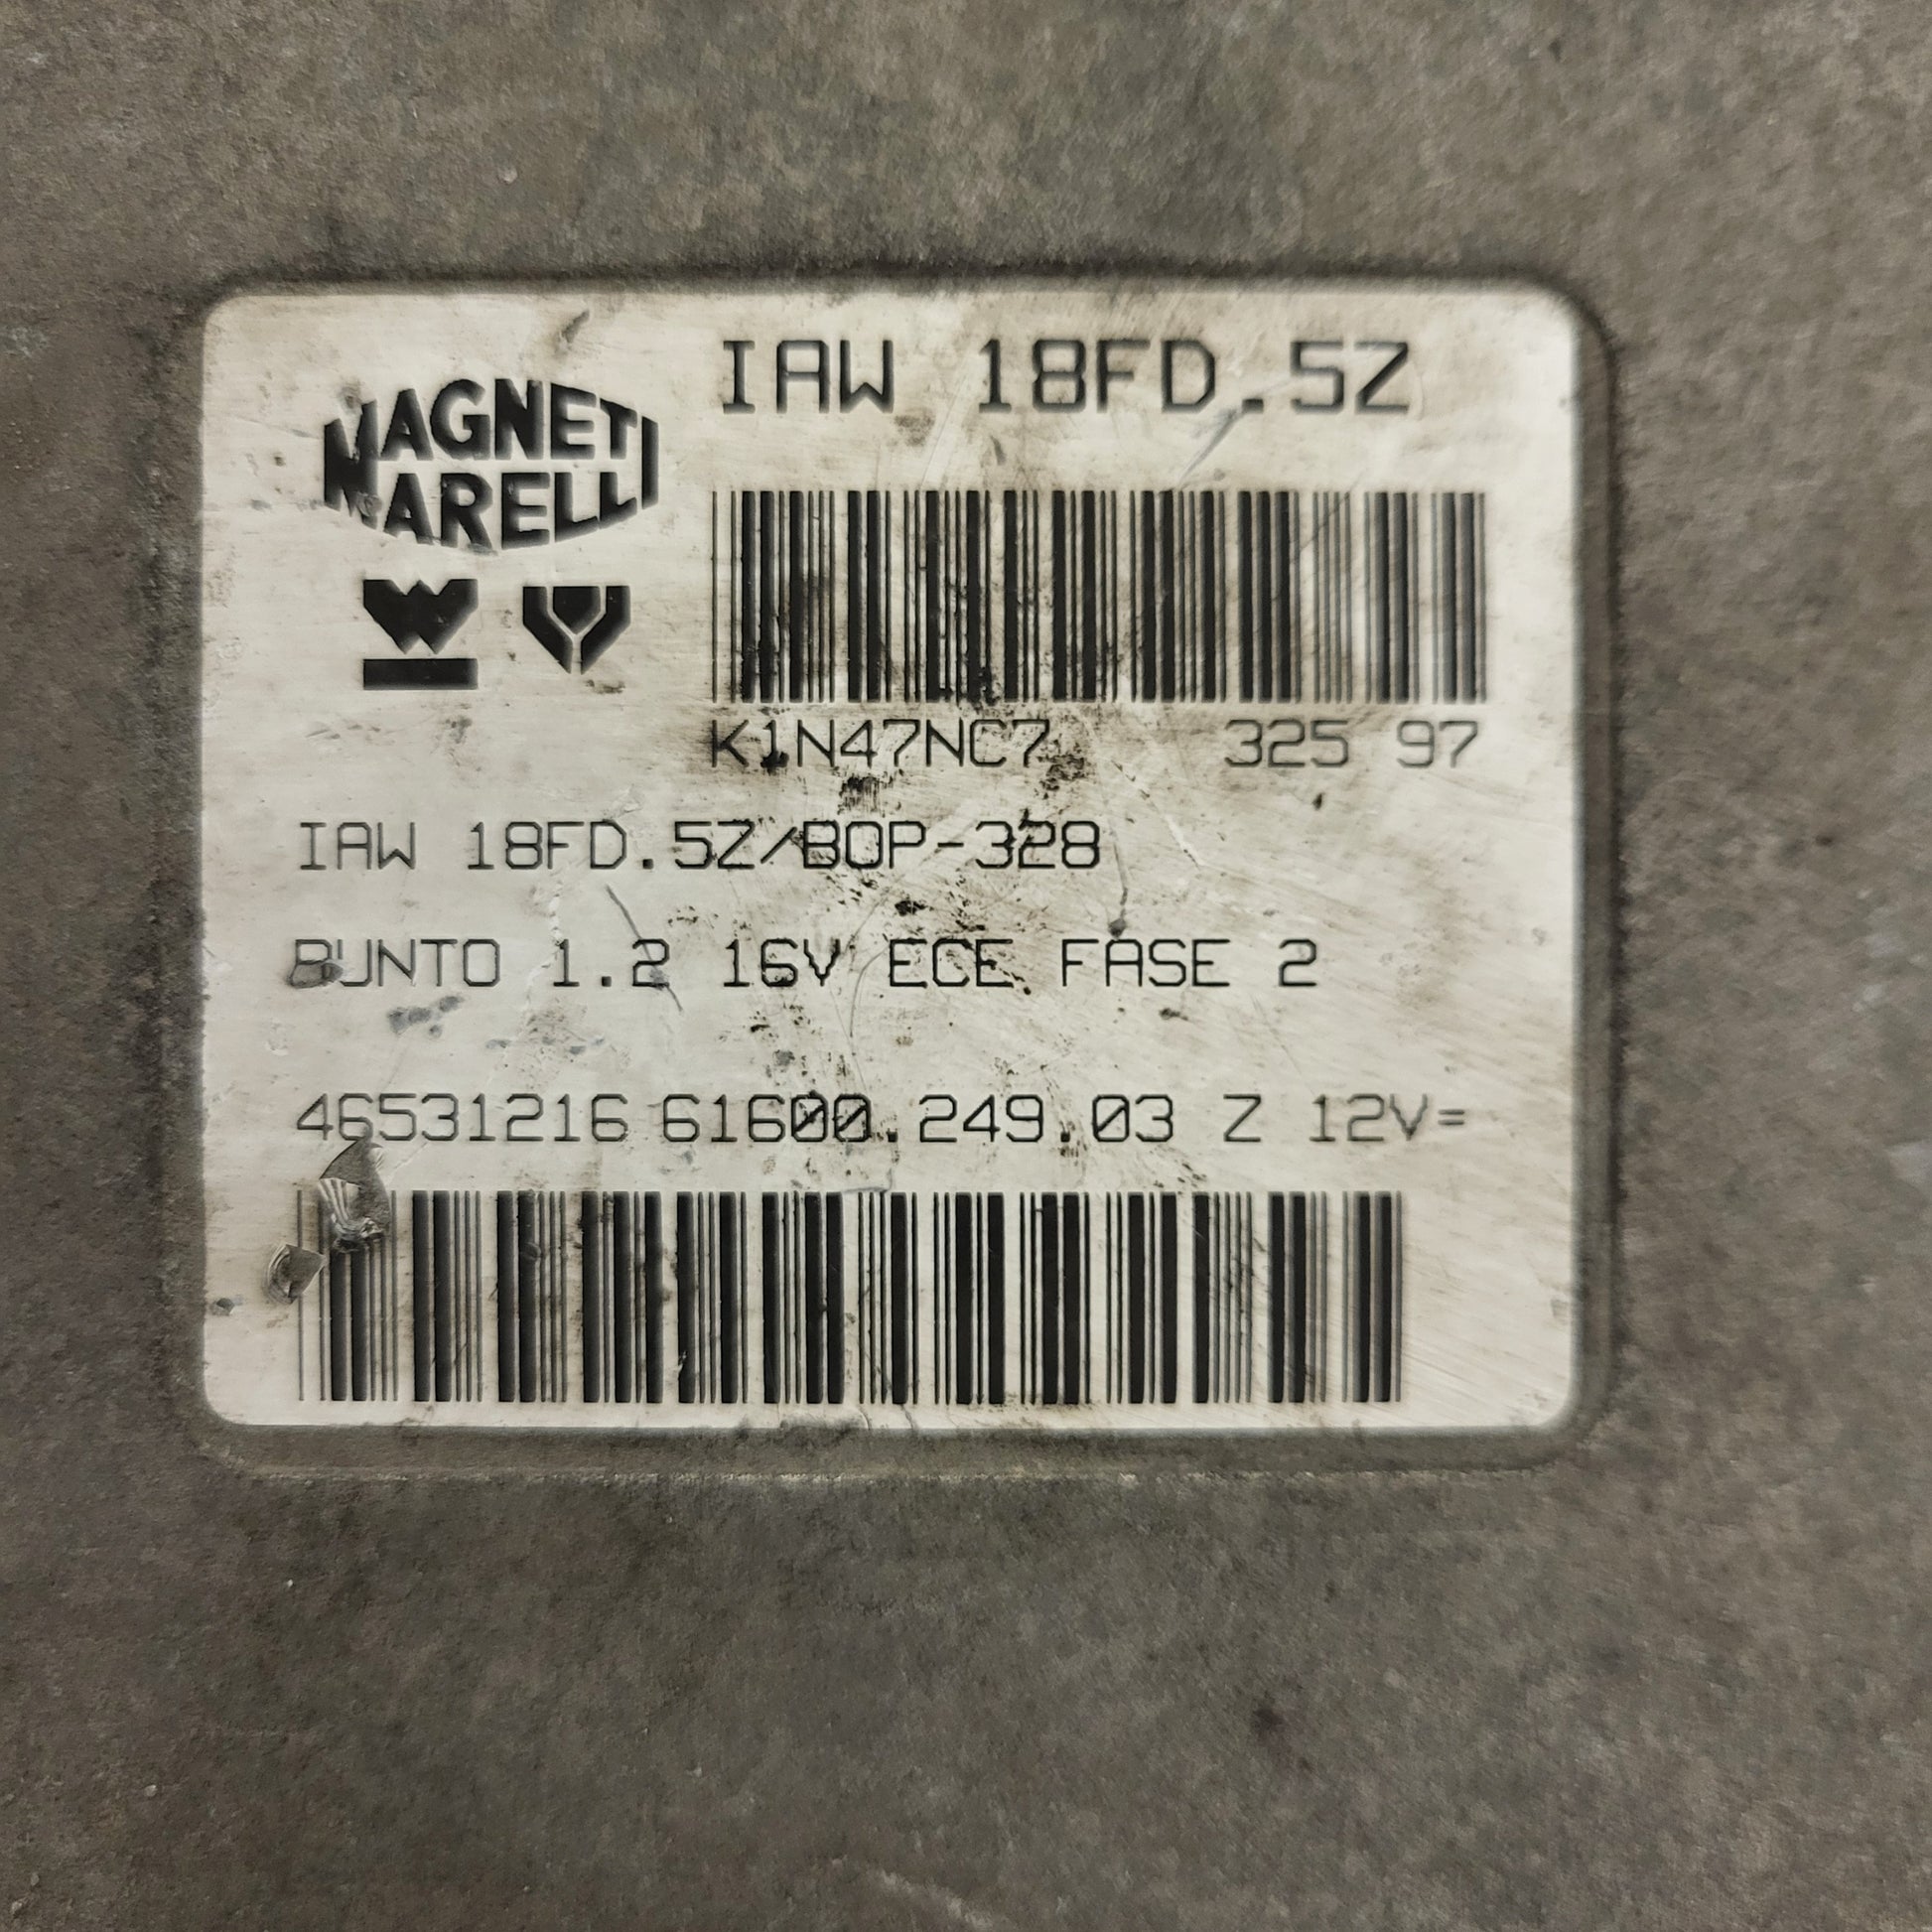 MAGNETI
MARELLI
IAW 18FD.5Z
K1N47NC7 325 97
IAW 18FD.5Z/BOP-328
PUNTO 1.2 16V ECE FASE 2
46531216 61600.249.03 Z 12V=